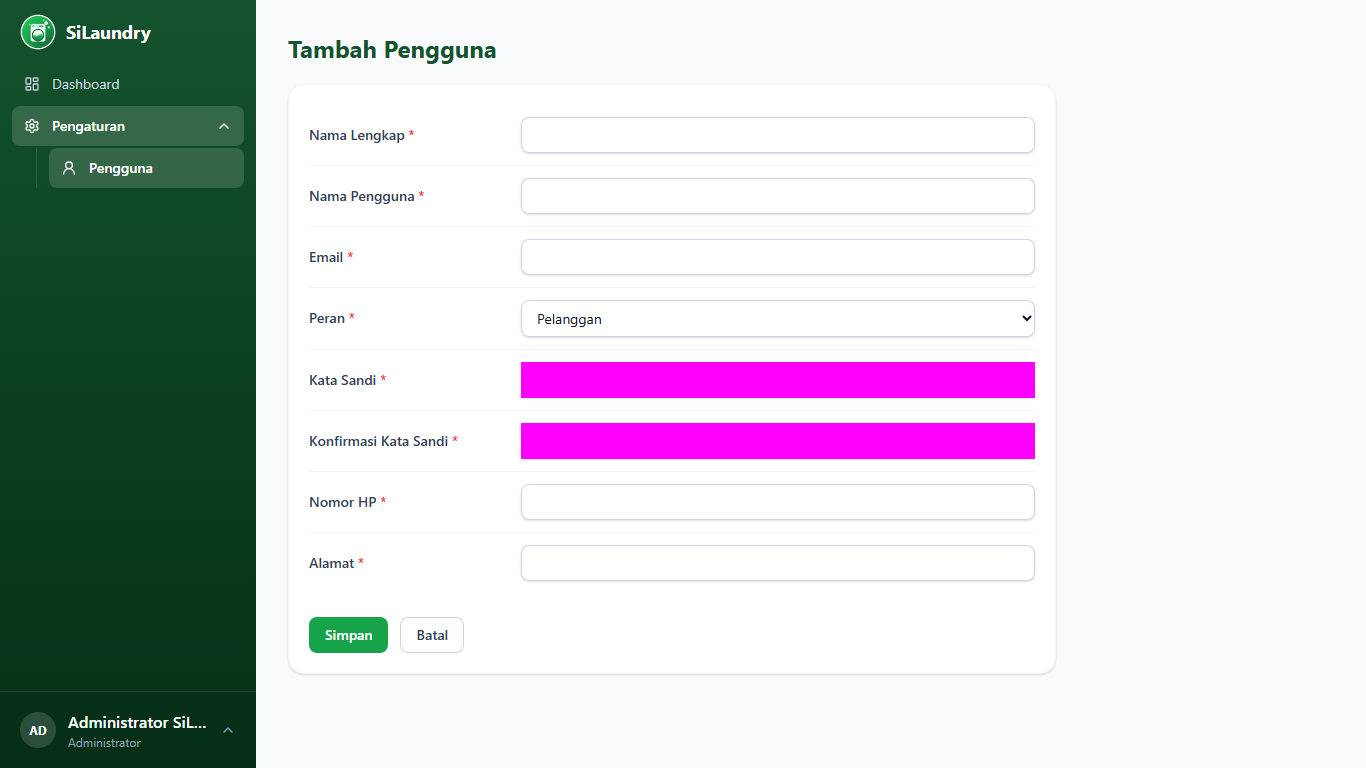 SiLaundry
Dashboard
Pengaturan
Pengguna
Tambah Pengguna
Nama Lengkap *
Nama Pengguna *
Email *
Peran *
Pelanggan
Kata Sandi *
Konfirmasi Kata Sandi *
Nomor HP *
Alamat *
Simpan
Batal
AD
Administrator SiL...
Administrator